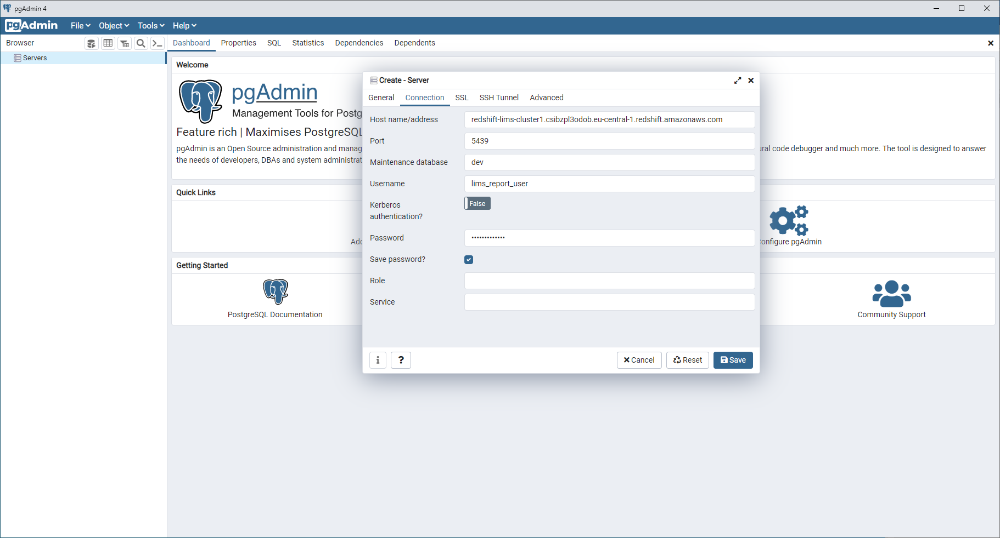 pgAdmin 4
pgAdmin File Object Tools Help
Browser Dashboard Properties SQL Statistics Dependencies Dependents
Servers
Welcome
pgAdmin
Management Tools for Postg
Feature rich | Maximises PostgreSQL
pgAdmin is an Open Source administration and manag ural code debugger and much more. The tool is designed to answer
the needs of developers, DBAs and system administrat
Quick Links
Add
Configure pgAdmin
Getting Started
PostgreSQL Documentation
Community Support
Create - Server
General Connection SSL SSH Tunnel Advanced
Host name/address redshift-lims-cluster1.csibzpl3odob.eu-central-1.redshift.amazonaws.com
Port 5439
Maintenance database dev
Username lims_report_user
Kerberos
authentication? False
Password •••••••••••••
Save password?
Role
Service
i ? Cancel Reset Save